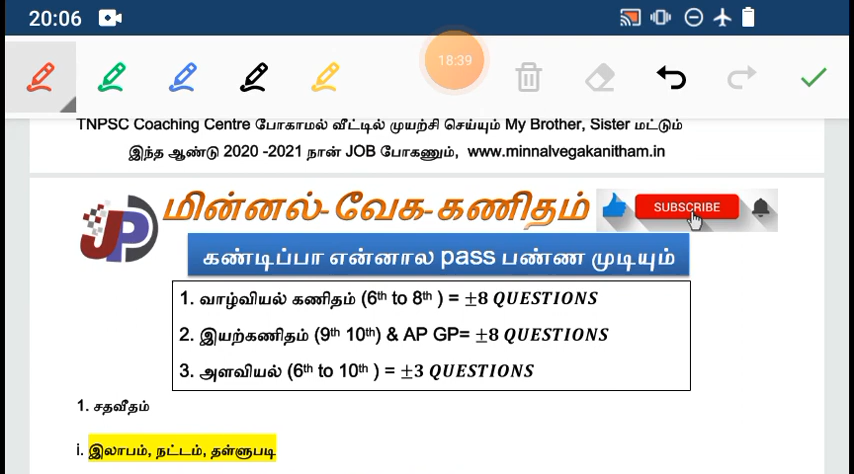 20:06
18:39
TNPSC Coaching Centre போகாமல் வீட்டில் முயற்சி செய்யும் My Brother, Sister மட்டும்
இந்த ஆண்டு 2020 -2021 நான் JOB போகணும், www.minnalvegakanitham.in
JP மின்னல்-வேக-கணிதம் SUBSCRIBE
கண்டிப்பா என்னால pass பண்ண முடியும்
1. வாழ்வியல் கணிதம் (6th to 8th ) = ±8 QUESTIONS
2. இயற்கணிதம் (9th 10th) & AP GP= ±8 QUESTIONS
3. அளவியல் (6th to 10th ) = ±3 QUESTIONS
1. சதவீதம்
i. இலாபம், நட்டம், தள்ளுபடி